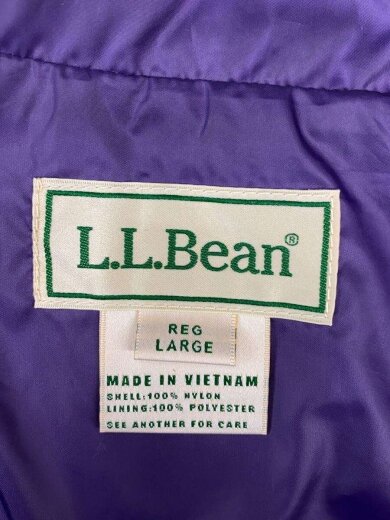 L.L.Bean®
REG
LARGE
MADE IN VIETNAM
SHELL:100% NYLON
LINING:100% POLYESTER
SEE ANOTHER FOR CARE